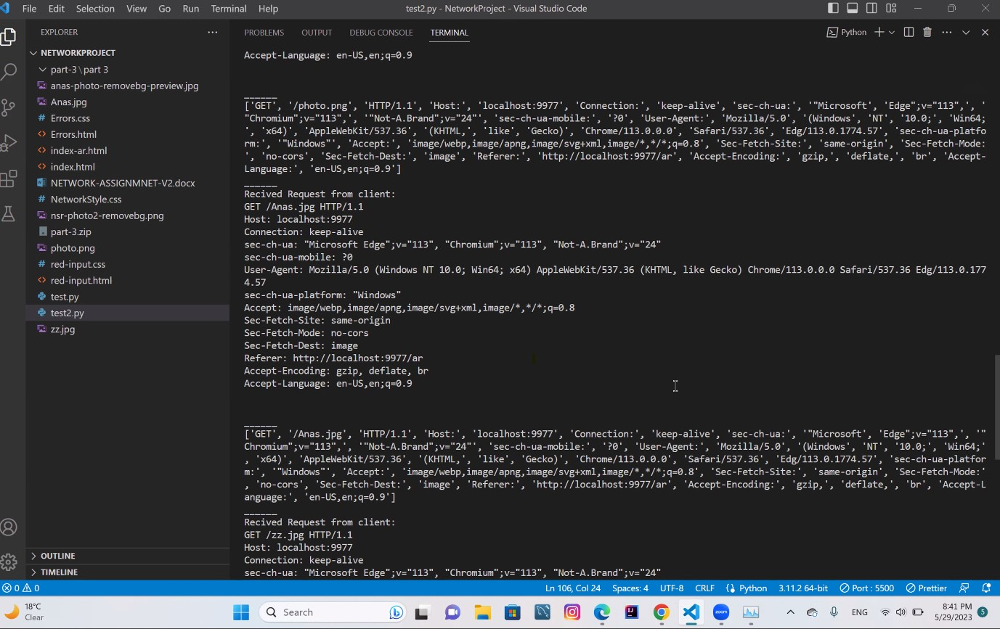 File Edit Selection View Go Run Terminal Help
test2.py - NetworkProject - Visual Studio Code
EXPLORER
NETWORKPROJECT
part-3\part 3
anas-photo-removebg-preview.jpg
Anas.jpg
# Errors.css
<> Errors.html
<> index-ar.html
<> index.html
NETWORK-ASSIGNMNET-V2.docx
# NetworkStyle.css
nsr-photo2-removebg.png
part-3.zip
photo.png
# red-input.css
<> red-input.html
test.py
test2.py
zz.jpg
OUTLINE
TIMELINE
PROBLEMS OUTPUT DEBUG CONSOLE TERMINAL
Python
Accept-Language: en-US,en;q=0.9
______
['GET', '/photo.png', 'HTTP/1.1', 'Host:', 'localhost:9977', 'Connection:', 'keep-alive', 'sec-ch-ua:', '"Microsoft', 'Edge";v="113",', '
"Chromium";v="113",', '"Not-A.Brand";v="24"', 'sec-ch-ua-mobile:', '?0', 'User-Agent:', 'Mozilla/5.0', '(Windows', 'NT', '10.0;', 'Win64;
', 'x64)', 'AppleWebKit/537.36', '(KHTML,', 'like', 'Gecko)', 'Chrome/113.0.0.0', 'Safari/537.36', 'Edg/113.0.1774.57', 'sec-ch-ua-platfo
rm:', '"Windows"', 'Accept:', 'image/webp,image/apng,image/svg+xml,image/*,*/*;q=0.8', 'Sec-Fetch-Site:', 'same-origin', 'Sec-Fetch-Mode:
', 'no-cors', 'Sec-Fetch-Dest:', 'image', 'Referer:', 'http://localhost:9977/ar', 'Accept-Encoding:', 'gzip,', 'deflate,', 'br', 'Accept-
Language:', 'en-US,en;q=0.9']
______
Recived Request from client:
GET /Anas.jpg HTTP/1.1
Host: localhost:9977
Connection: keep-alive
sec-ch-ua: "Microsoft Edge";v="113", "Chromium";v="113", "Not-A.Brand";v="24"
sec-ch-ua-mobile: ?0
User-Agent: Mozilla/5.0 (Windows NT 10.0; Win64; x64) AppleWebKit/537.36 (KHTML, like Gecko) Chrome/113.0.0.0 Safari/537.36 Edg/113.0.177
4.57
sec-ch-ua-platform: "Windows"
Accept: image/webp,image/apng,image/svg+xml,image/*,*/*;q=0.8
Sec-Fetch-Site: same-origin
Sec-Fetch-Mode: no-cors
Sec-Fetch-Dest: image
Referer: http://localhost:9977/ar
Accept-Encoding: gzip, deflate, br
Accept-Language: en-US,en;q=0.9
______
['GET', '/Anas.jpg', 'HTTP/1.1', 'Host:', 'localhost:9977', 'Connection:', 'keep-alive', 'sec-ch-ua:', '"Microsoft', 'Edge";v="113",', '"
Chromium";v="113",', '"Not-A.Brand";v="24"', 'sec-ch-ua-mobile:', '?0', 'User-Agent:', 'Mozilla/5.0', '(Windows', 'NT', '10.0;', 'Win64;'
, 'x64)', 'AppleWebKit/537.36', '(KHTML,', 'like', 'Gecko)', 'Chrome/113.0.0.0', 'Safari/537.36', 'Edg/113.0.1774.57', 'sec-ch-ua-platfor
m:', '"Windows"', 'Accept:', 'image/webp,image/apng,image/svg+xml,image/*,*/*;q=0.8', 'Sec-Fetch-Site:', 'same-origin', 'Sec-Fetch-Mode:'
, 'no-cors', 'Sec-Fetch-Dest:', 'image', 'Referer:', 'http://localhost:9977/ar', 'Accept-Encoding:', 'gzip,', 'deflate,', 'br', 'Accept-L
anguage:', 'en-US,en;q=0.9']
______
Recived Request from client:
GET /zz.jpg HTTP/1.1
Host: localhost:9977
Connection: keep-alive
sec-ch-ua: "Microsoft Edge";v="113", "Chromium";v="113", "Not-A.Brand";v="24"
0 0 Ln 106, Col 24 Spaces: 4 UTF-8 CRLF Python 3.11.2 64-bit Port : 5500 Prettier
18°C
Clear
Search
zoom
ENG
8:41 PM
5/29/2023
5